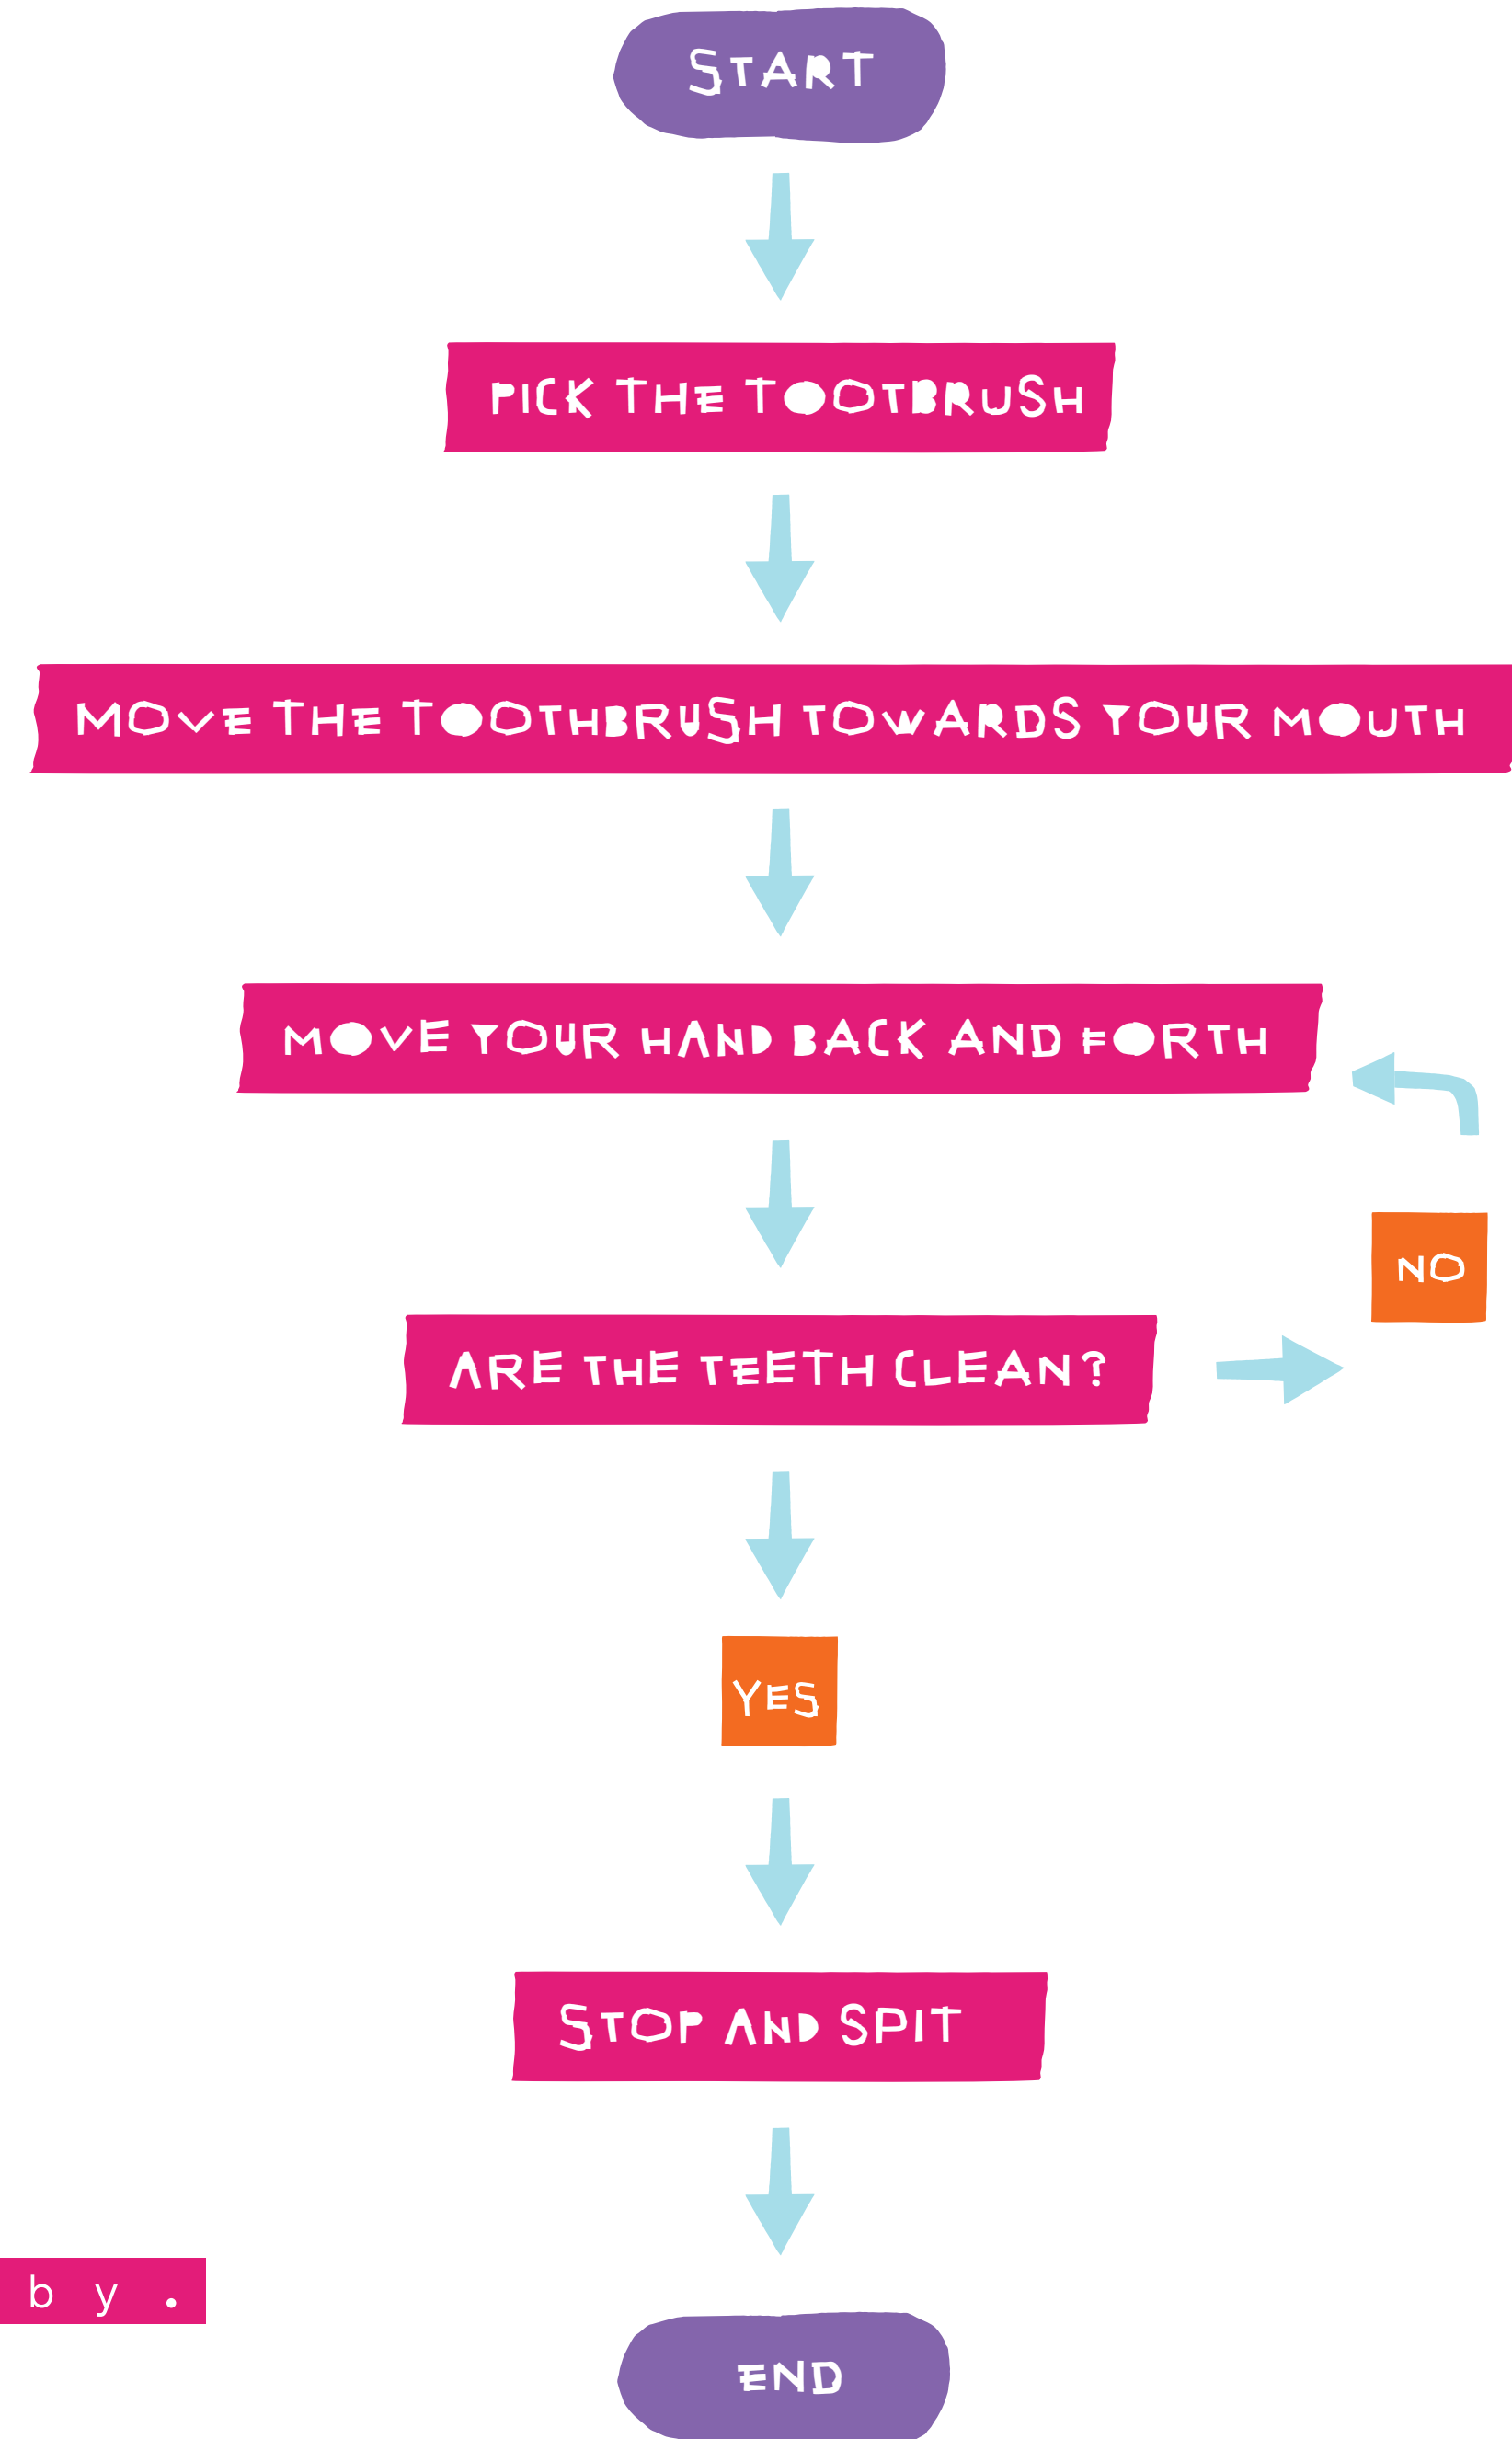 START
PICK THE TOOTBRUSH
MOVE THE TOOTHBRUSH TOWARDS YOUR MOUTH
MOVE YOUR HAND BACK AND FORTH
NO
ARE THE TEETH CLEAN?
YES
STOP AND SPIT
by.
END